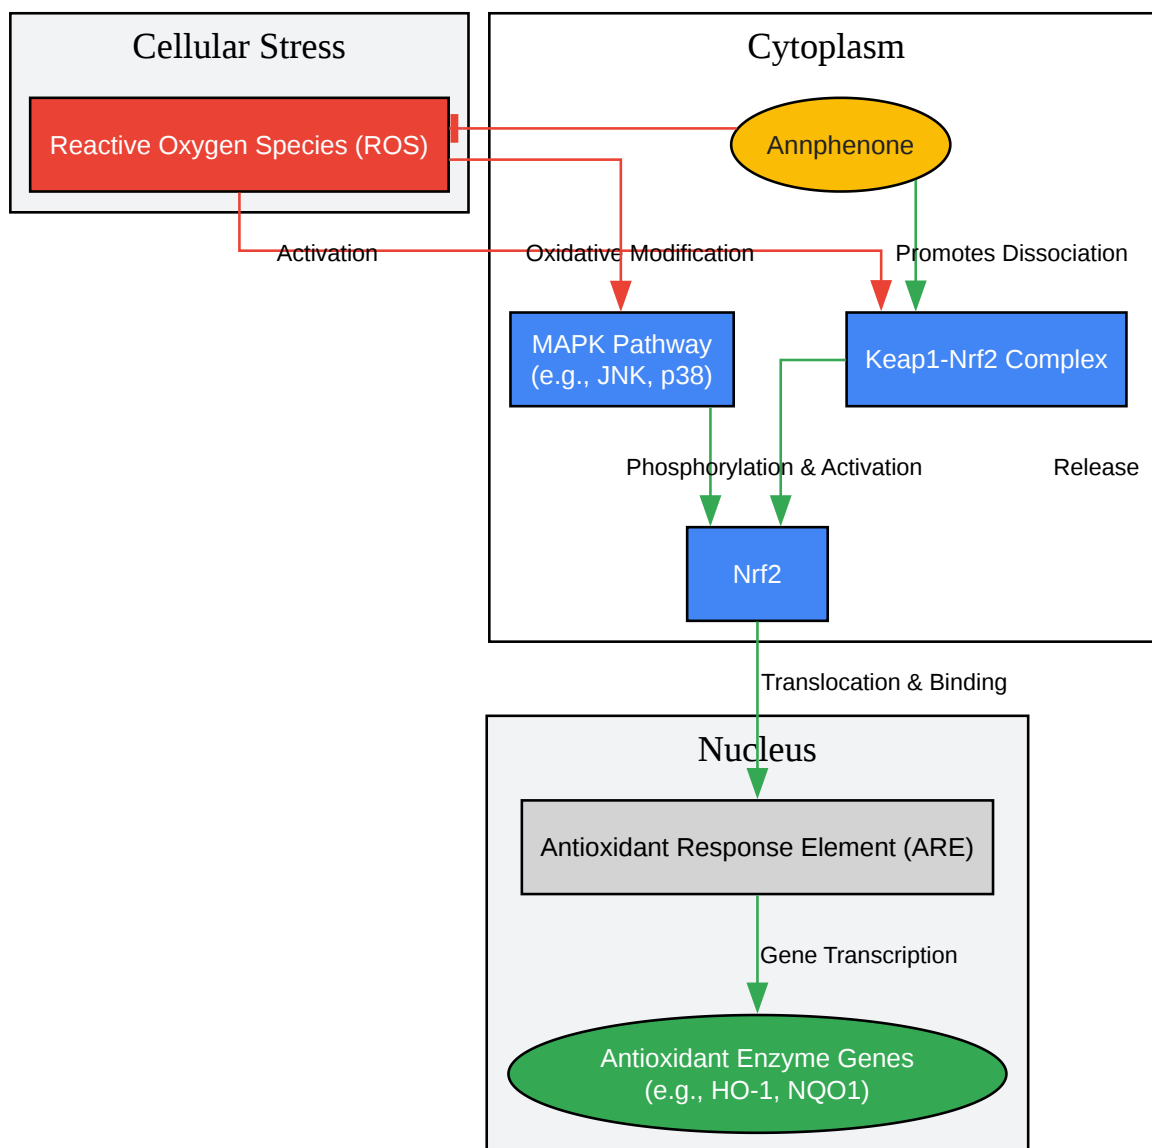 Cellular Stress
Cytoplasm
Reactive Oxygen Species (ROS)
Annphenone
Activation
Oxidative Modification
Promotes Dissociation
MAPK Pathway
(e.g., JNK, p38)
Keap1-Nrf2 Complex
Phosphorylation & Activation
Release
Nrf2
Translocation & Binding
Nucleus
Antioxidant Response Element (ARE)
Gene Transcription
Antioxidant Enzyme Genes
(e.g., HO-1, NQO1)